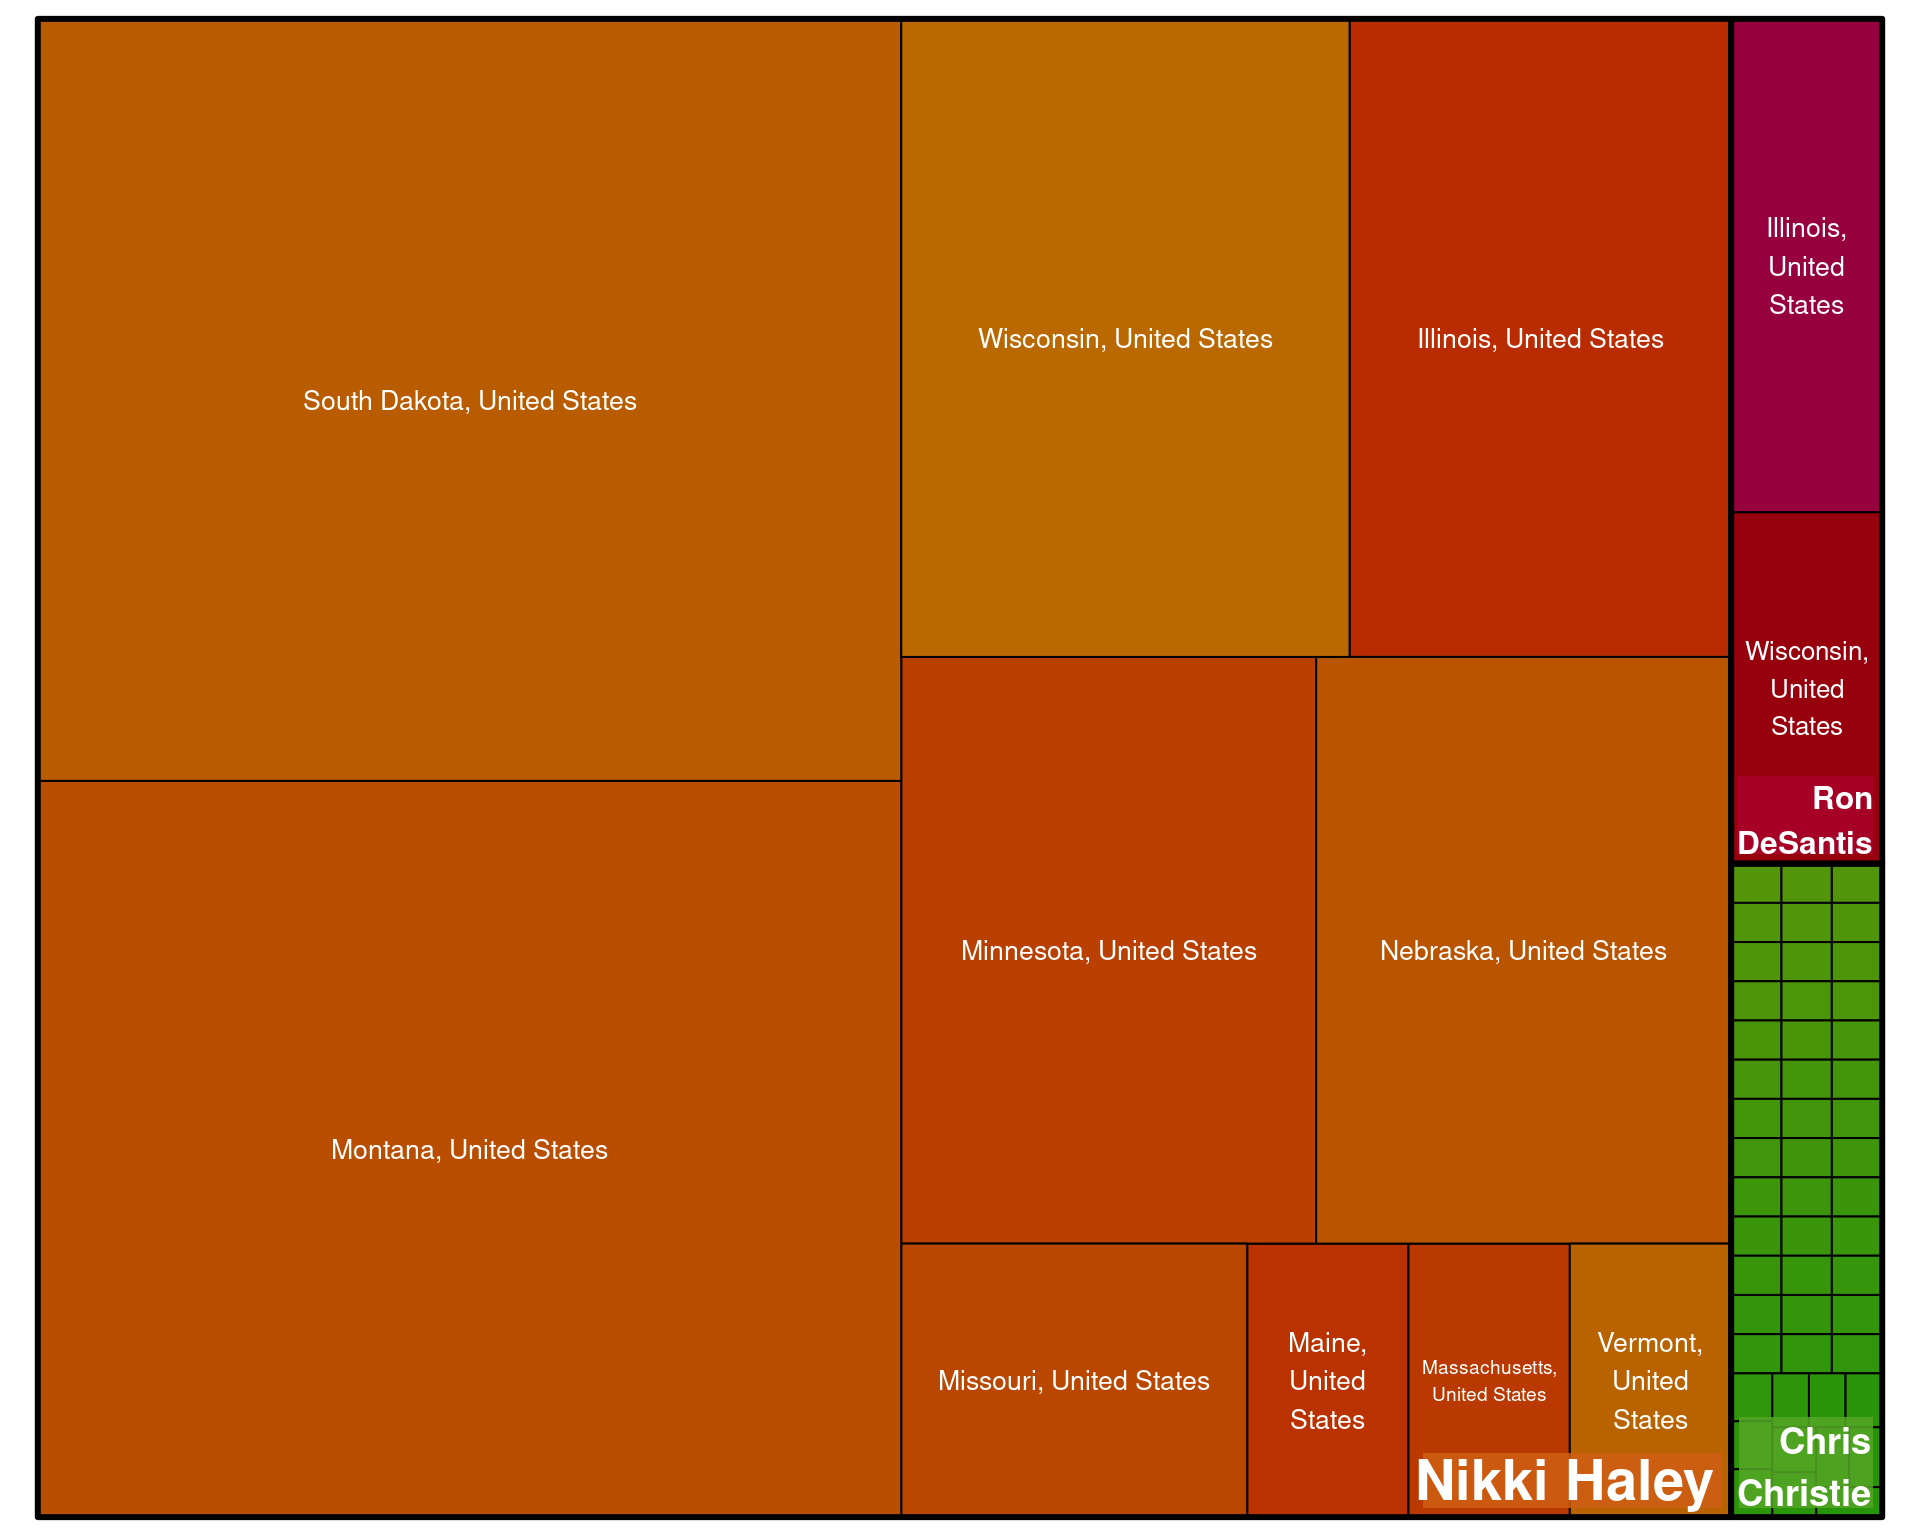 South Dakota, United States
Wisconsin, United States
Illinois, United States
Illinois,
United
States
Wisconsin,
United
States
Ron
DeSantis
Montana, United States
Minnesota, United States
Nebraska, United States
Missouri, United States
Maine,
United
States
Massachusetts,
United States
Vermont,
United
States
Nikki Haley
Chris
Christie